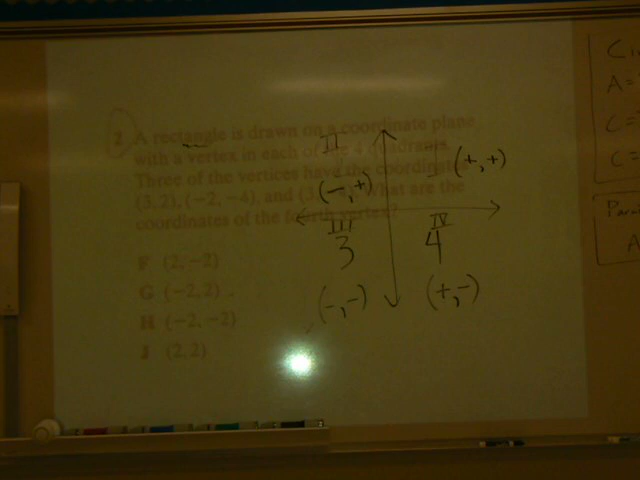 2 A rectangle is drawn on a coordinate plane
with a vertex in each of the 4 quadrants.
Three of the vertices have the coordinates
(3, 2), (−2, −4), and (3, What are the
coordinates of the fourth vertex?
F (2, −2)
G (−2, 2)
H (−2, −2)
J (2, 2)
II
(−,+)
(+,+)
III
3
IV
4
(-,-)
(+,-)
C
A=
C=
C=
A